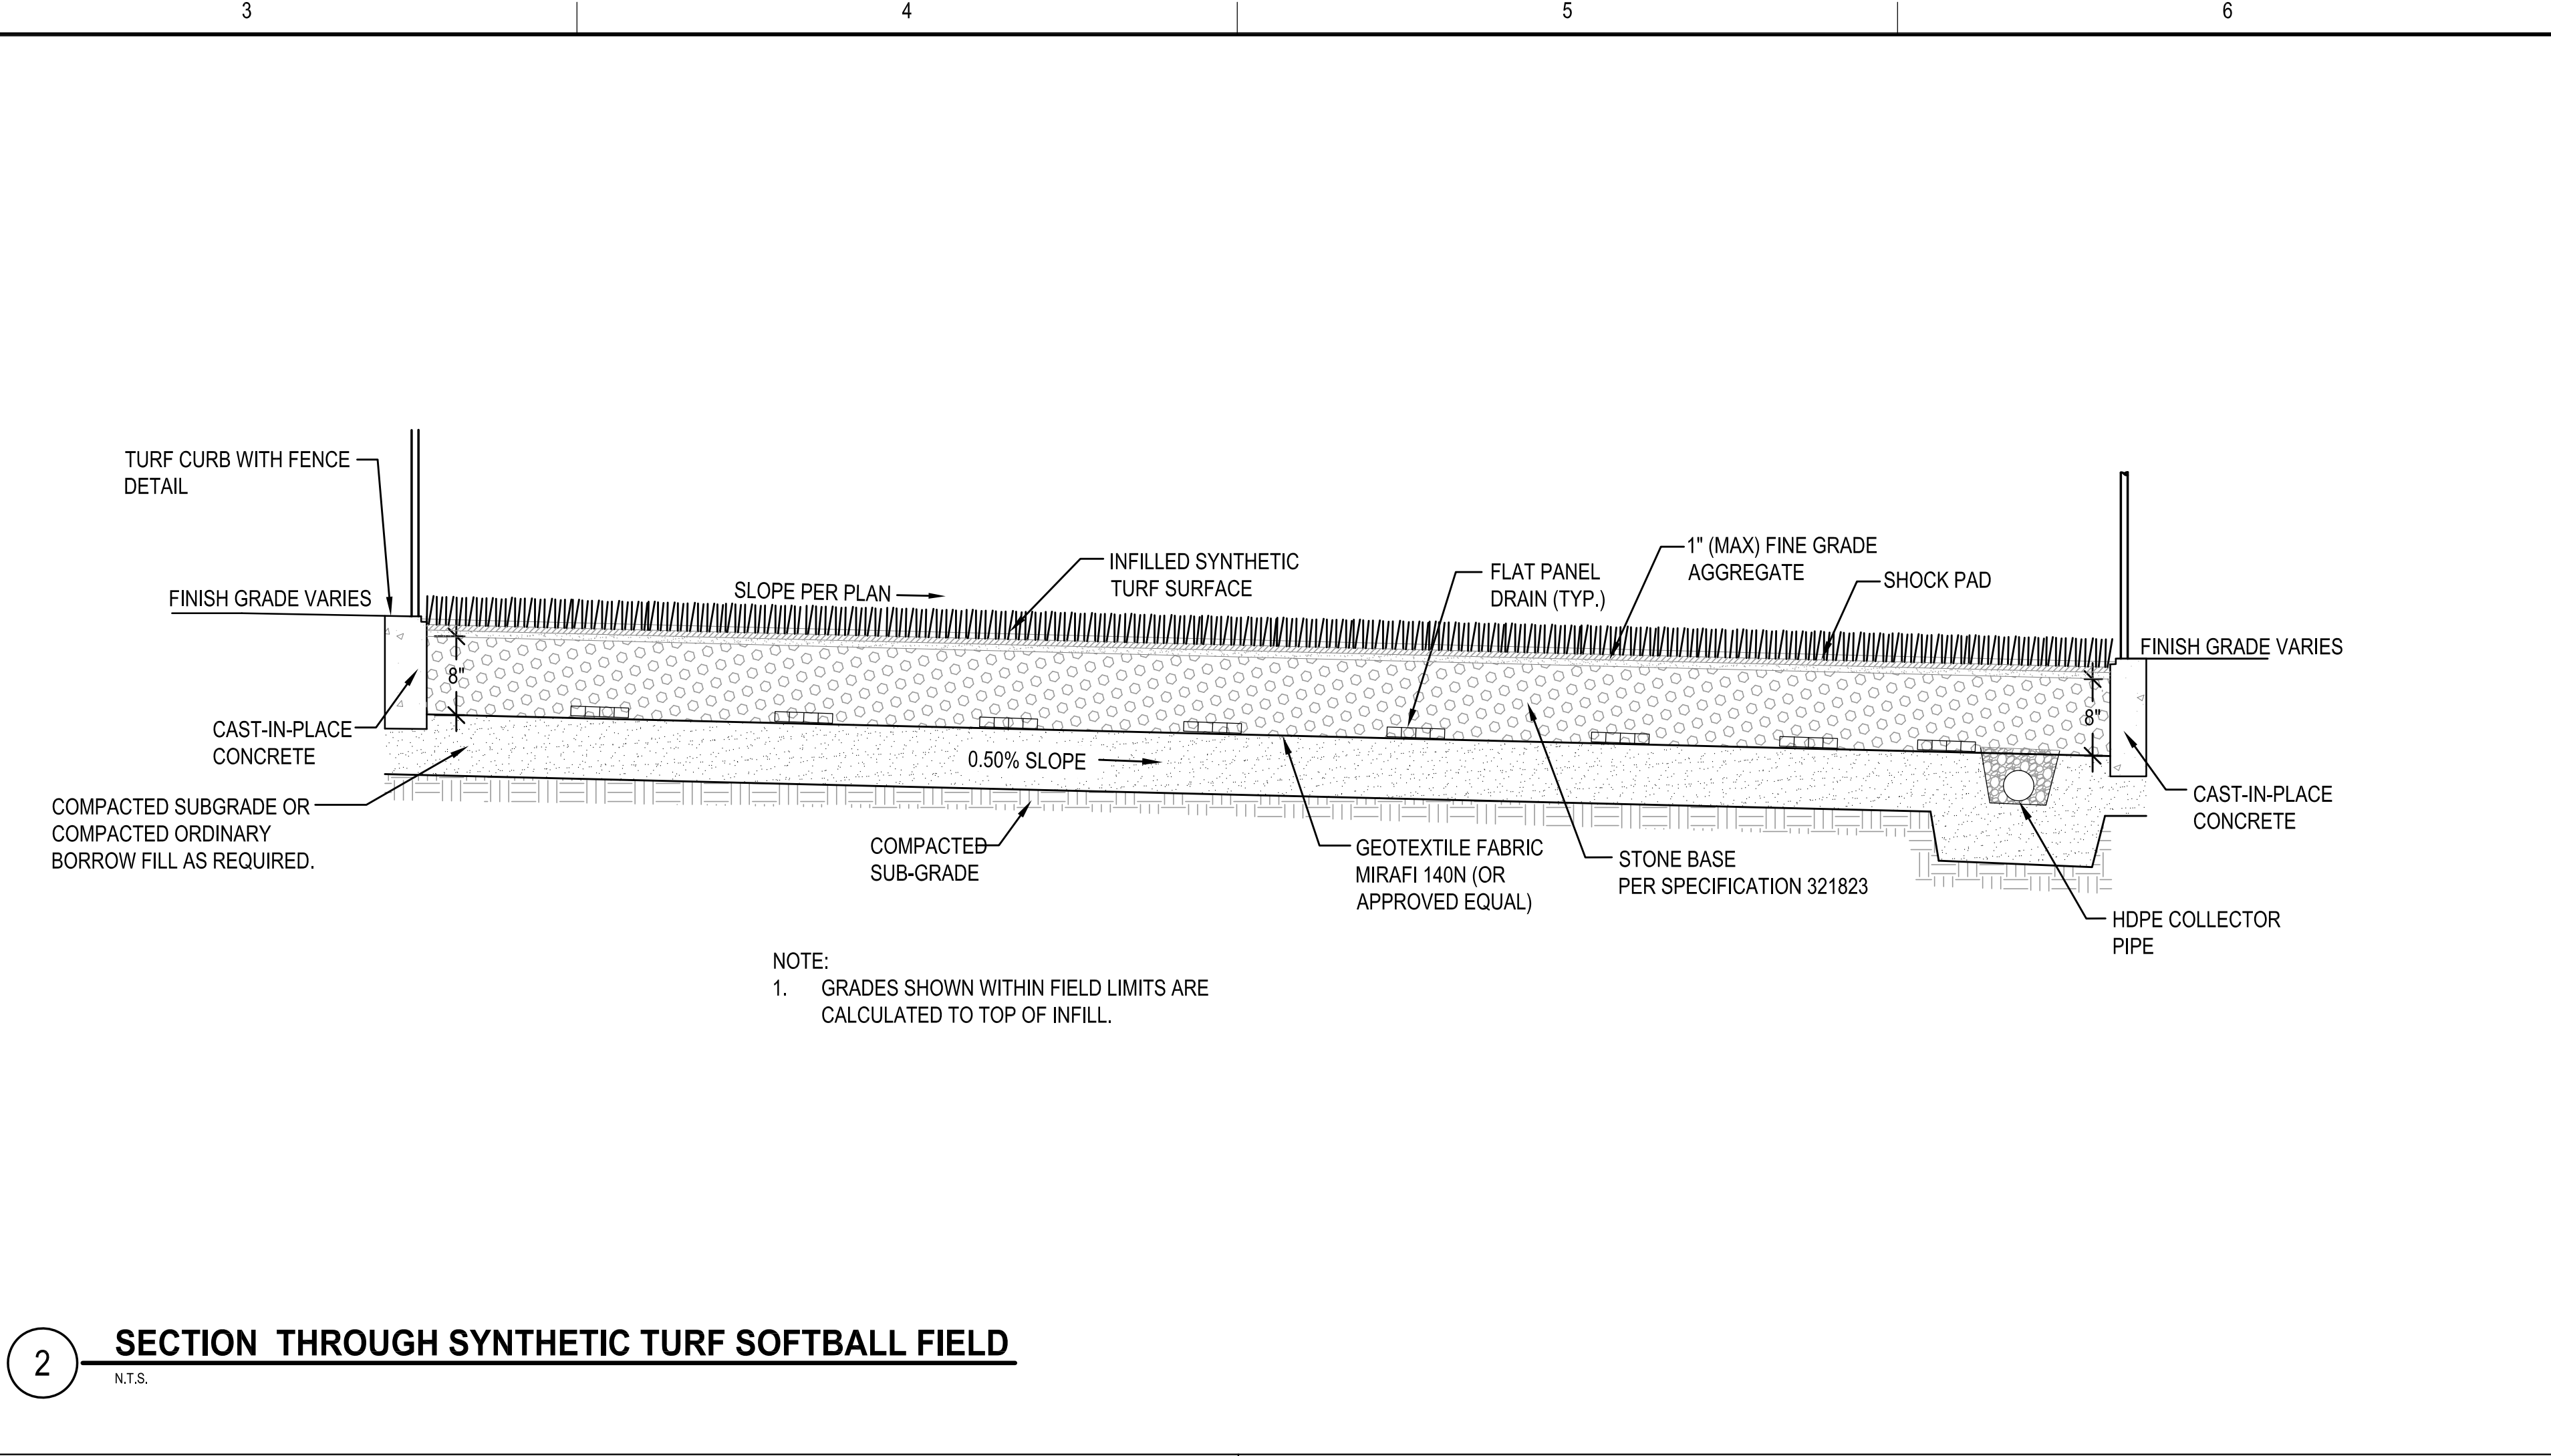 3
4
5
6
TURF CURB WITH FENCE
DETAIL
FINISH GRADE VARIES
SLOPE PER PLAN
INFILLED SYNTHETIC
TURF SURFACE
FLAT PANEL
DRAIN (TYP.)
1" (MAX) FINE GRADE
AGGREGATE
SHOCK PAD
FINISH GRADE VARIES
8"
8"
CAST-IN-PLACE
CONCRETE
0.50% SLOPE
COMPACTED SUBGRADE OR
COMPACTED ORDINARY
BORROW FILL AS REQUIRED.
COMPACTED
SUB-GRADE
GEOTEXTILE FABRIC
MIRAFI 140N (OR
APPROVED EQUAL)
STONE BASE
PER SPECIFICATION 321823
CAST-IN-PLACE
CONCRETE
HDPE COLLECTOR
PIPE
NOTE:
1. GRADES SHOWN WITHIN FIELD LIMITS ARE
CALCULATED TO TOP OF INFILL.
2
SECTION THROUGH SYNTHETIC TURF SOFTBALL FIELD
N.T.S.